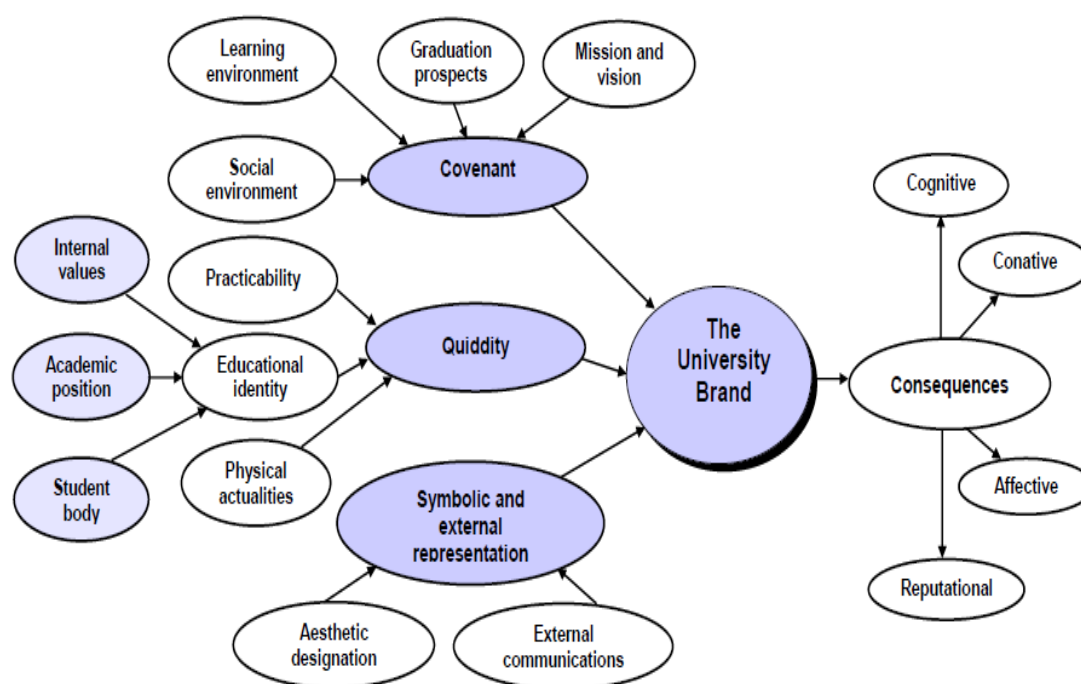 Learning
environment
Graduation
prospects
Mission and
vision
Covenant
Social
environment
Cognitive
Internal
values
Practicability
Conative
The
University
Brand
Quiddity
Academic
position
Educational
identity
Consequences
Physical
actualities
Student
body
Symbolic and
external
representation
Affective
Reputational
Aesthetic
designation
External
communications